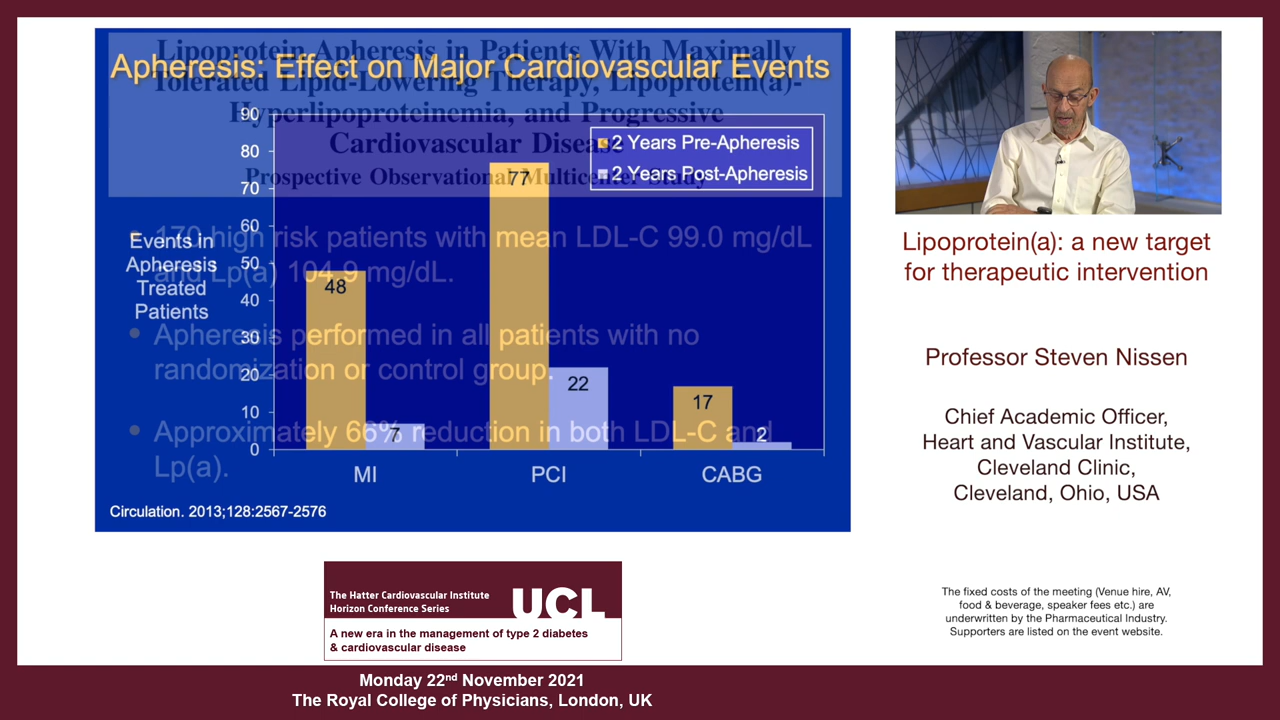 Lipoprotein Apheresis in Patients With Maximally
Tolerated Lipid-Lowering Therapy, Lipoprotein(a)-
Hyperlipoproteinemia, and Progressive
Cardiovascular Disease
Prospective Observational Multicenter Study
• 170 high risk patients with mean LDL-C 99.0 mg/dL
and Lp(a) 104.9 mg/dL.
• Apheresis performed in all patients with no
randomization or control group.
• Approximately 66% reduction in both LDL-C and
Lp(a).
Apheresis: Effect on Major Cardiovascular Events
2 Years Pre-Apheresis
2 Years Post-Apheresis
Events in
Apheresis
Treated
Patients
90
80
70
60
50
40
30
20
10
0
48
7
77
22
17
2
MI
PCI
CABG
Circulation. 2013;128:2567-2576
Lipoprotein(a): a new target
for therapeutic intervention
Professor Steven Nissen
Chief Academic Officer,
Heart and Vascular Institute,
Cleveland Clinic,
Cleveland, Ohio, USA
The fixed costs of the meeting (Venue hire, AV,
food & beverage, speaker fees etc.) are
underwritten by the Pharmaceutical Industry.
Supporters are listed on the event website.
The Hatter Cardiovascular Institute
Horizon Conference Series
UCL
A new era in the management of type 2 diabetes
& cardiovascular disease
Monday 22nd November 2021
The Royal College of Physicians, London, UK